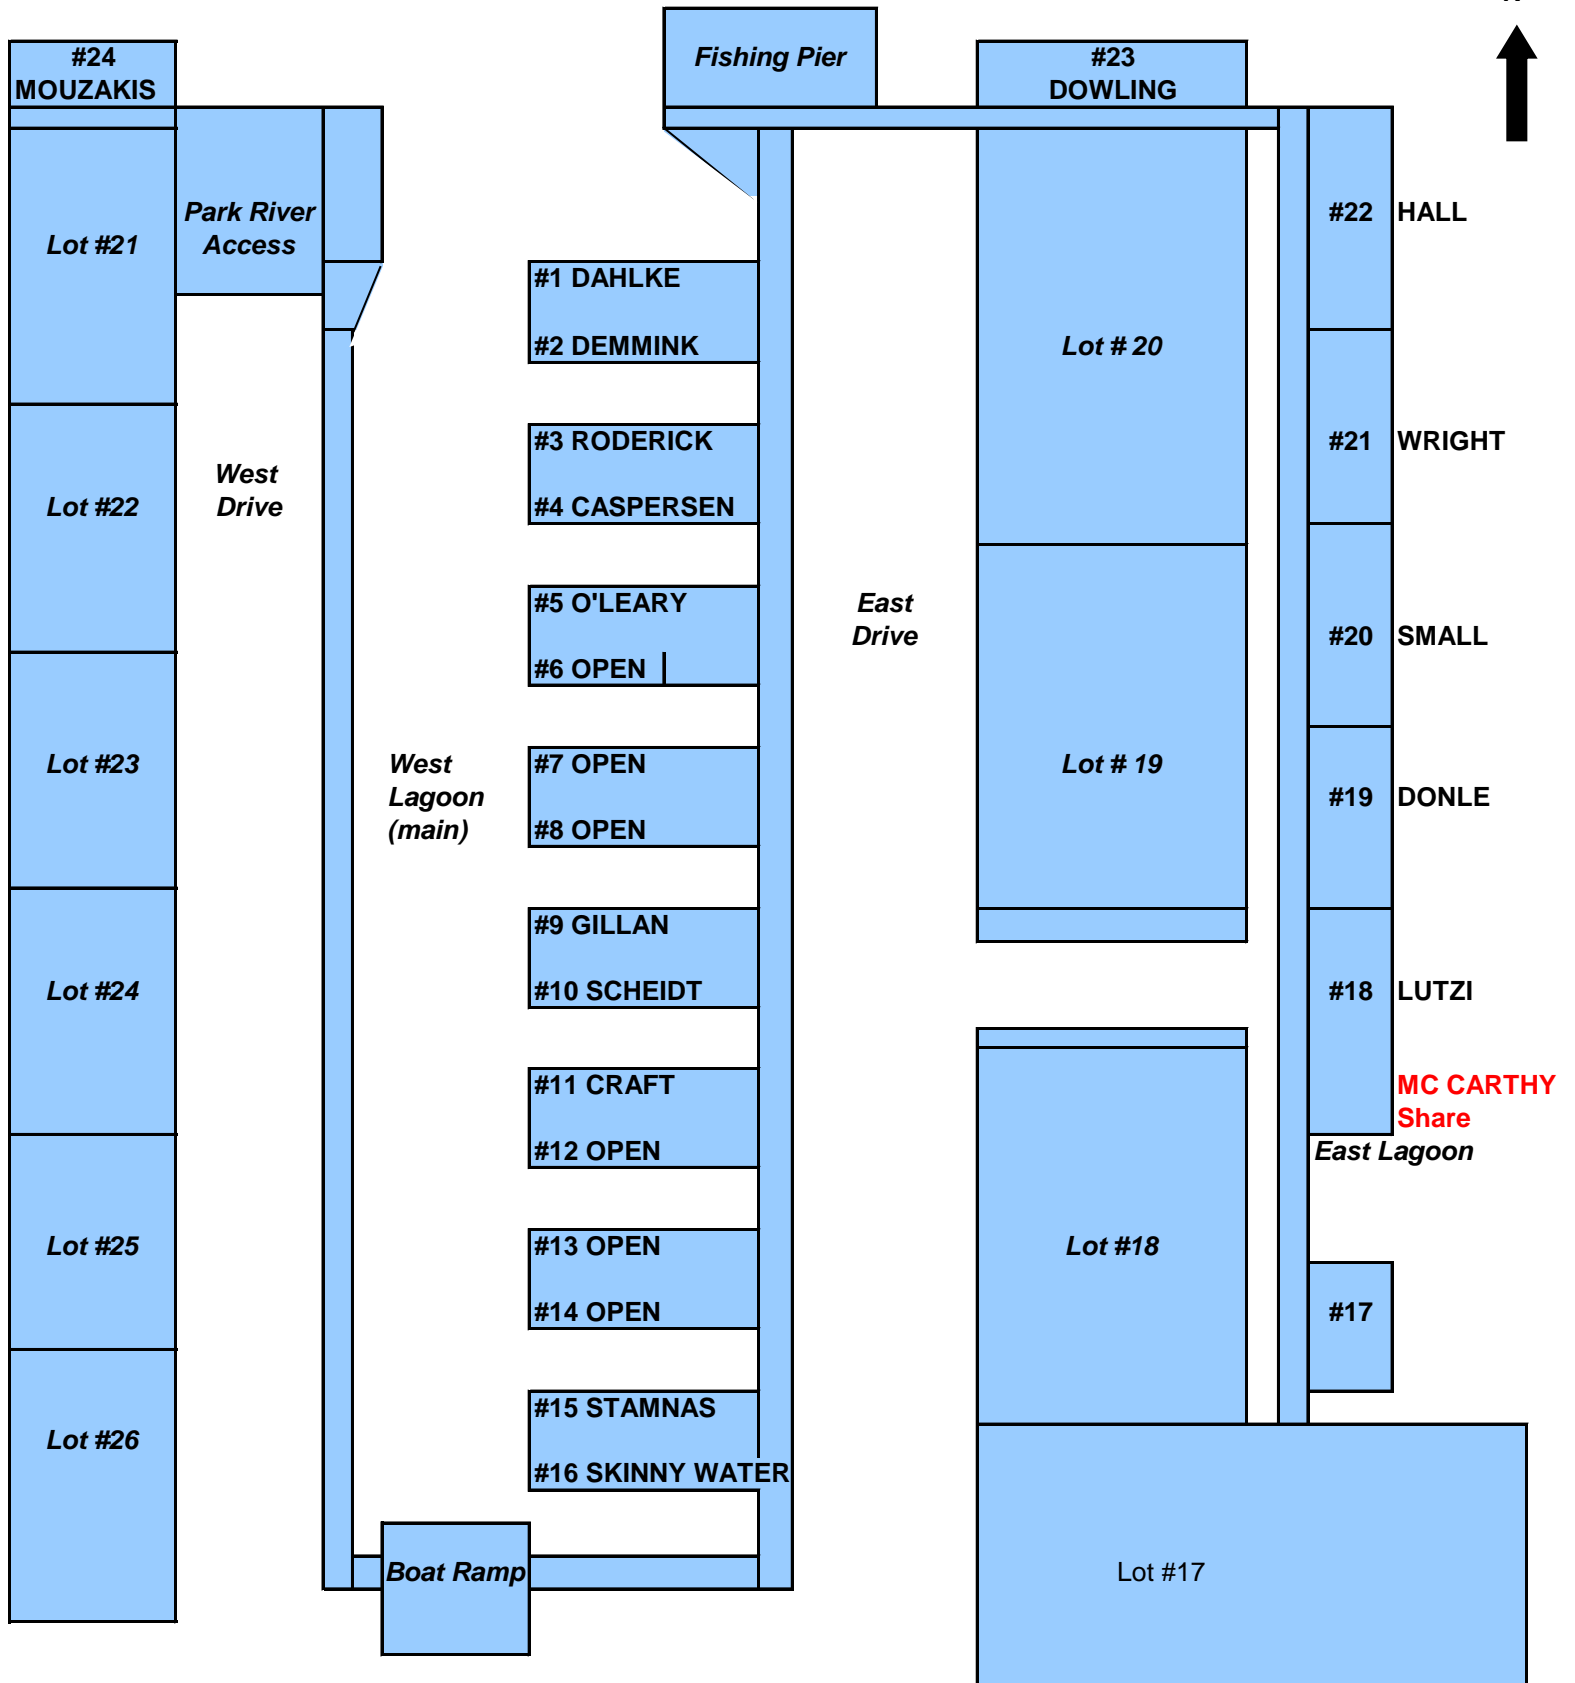 #24
MOUZAKIS
Fishing Pier
#23
DOWLING
Park River
Access
Lot #21
#22 HALL
#1 DAHLKE
#2 DEMMINK
Lot # 20
#3 RODERICK
#21 WRIGHT
West
Drive
Lot #22
#4 CASPERSEN
#5 O'LEARY
East
Drive
#20 SMALL
#6 OPEN
Lot #23
West
Lagoon
(main)
#7 OPEN
Lot # 19
#8 OPEN
#19 DONLE
#9 GILLAN
Lot #24
#10 SCHEIDT
#18 LUTZI
#11 CRAFT
MC CARTHY
Share
#12 OPEN
East Lagoon
Lot #25
#13 OPEN
Lot #18
#14 OPEN
#17
#15 STAMNAS
Lot #26
#16 SKINNY WATER
Boat Ramp
Lot #17